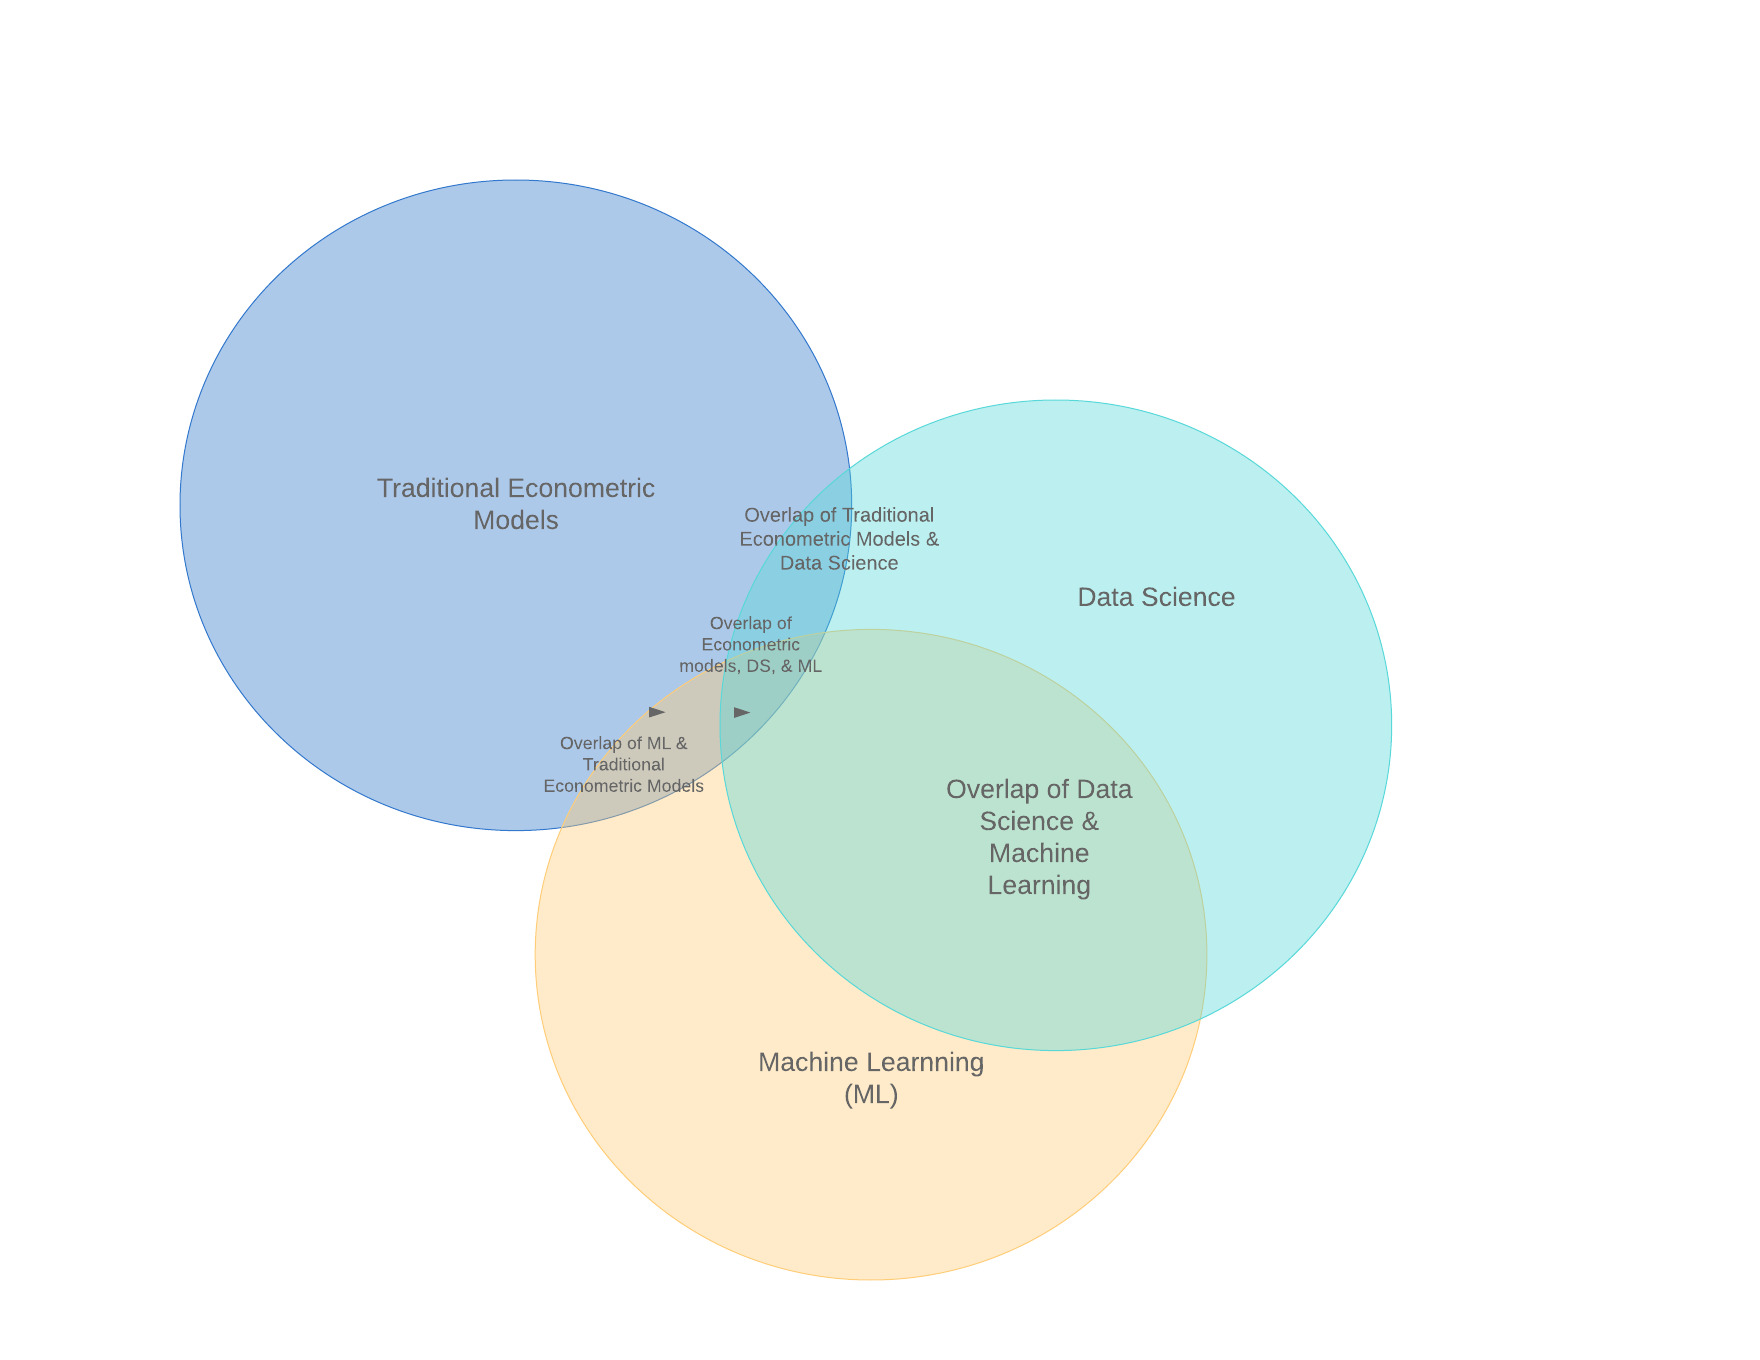 Traditional Econometric
Models
Overlap of Traditional
Econometric Models &
Data Science
Data Science
Overlap of
Econometric
models, DS, & ML
Overlap of ML &
Traditional
Econometric Models
Overlap of Data
Science &
Machine
Learning
Machine Learnning
(ML)